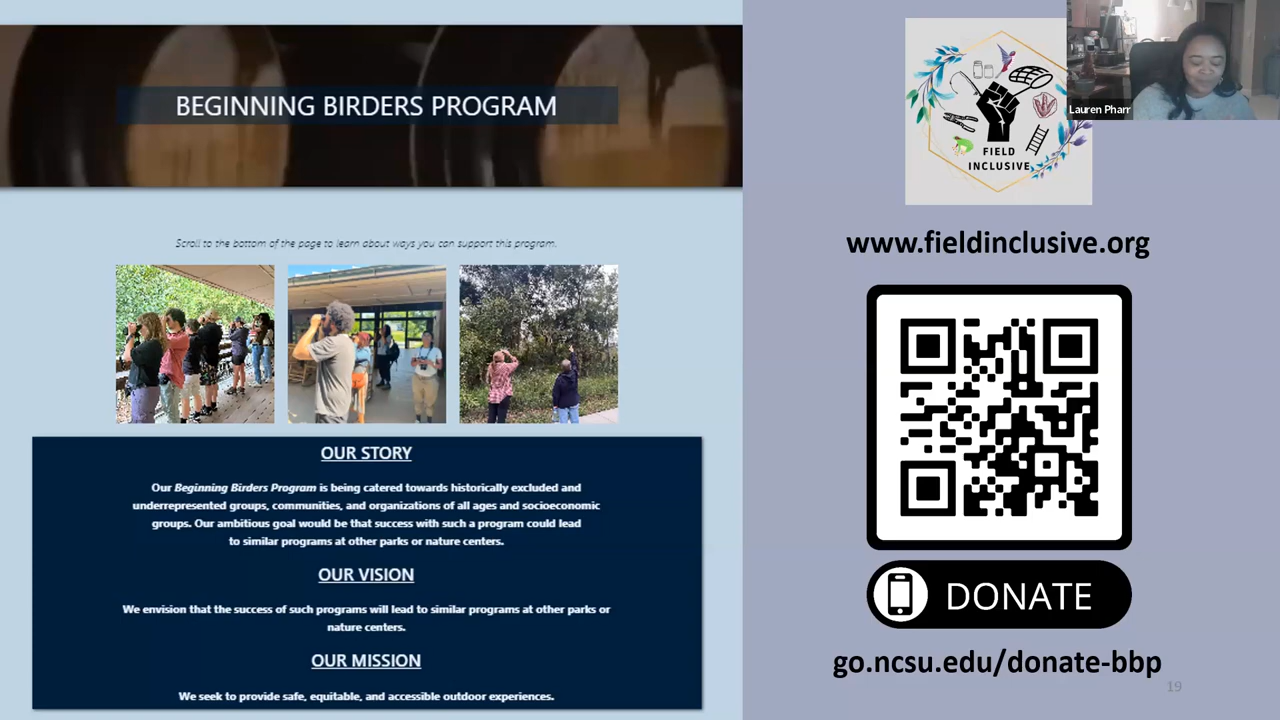 BEGINNING BIRDERS PROGRAM
Scroll to the bottom of the page to learn about ways you can support this program.
OUR STORY
Our Beginning Birders Program is being catered towards historically excluded and
underrepresented groups, communities, and organizations of all ages and socioeconomic
groups. Our ambitious goal would be that success with such a program could lead
to similar programs at other parks or nature centers.
OUR VISION
We envision that the success of such programs will lead to similar programs at other parks or
nature centers.
OUR MISSION
We seek to provide safe, equitable, and accessible outdoor experiences.
FIELD
INCLUSIVE
Lauren Pharr
www.fieldinclusive.org
DONATE
go.ncsu.edu/donate-bbp
19